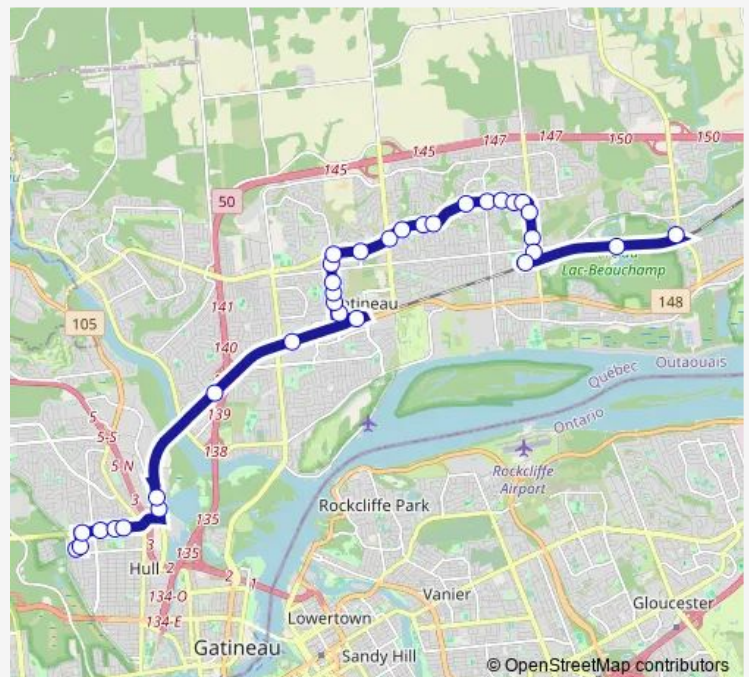 147
147
150
150
145
145
50
141
Lac-Beauchamp
148
105
140
Québec
Outaouais
139
Ontario
5
5-S
138
5 N
Rockcliffe
Airport
3
Rockcliffe Park
135
3
135
Hull
2
2
1
134-O
Vanier
Gloucester
Lowertown
134-E
Gatineau
Sandy Hill
© OpenStreetMap contributors